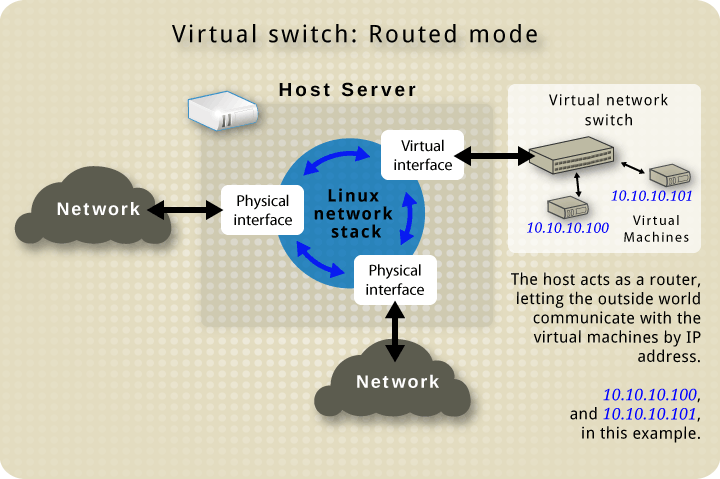 Virtual switch: Routed mode
Host Server
Virtual network
switch
Virtual
interface
10.10.10.101
10.10.10.100
Virtual
Machines
Network
Physical
interface
Linux
network
stack
Physical
interface
Network
The host acts as a router,
letting the outside world
communicate with the
virtual machines by IP
address.
10.10.10.100,
and 10.10.10.101,
in this example.